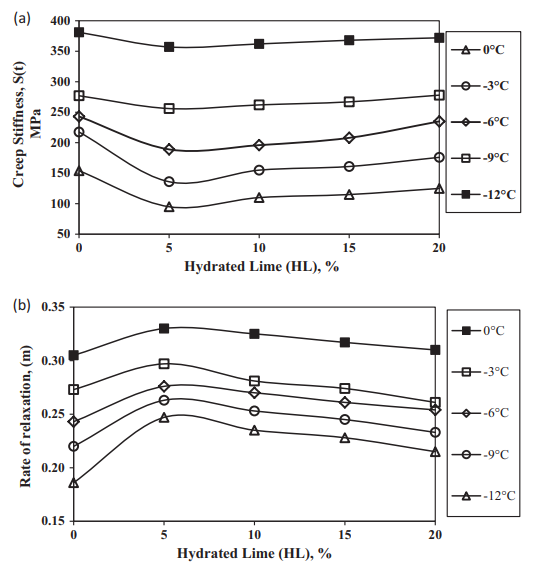 (a)
400
350
300
250
200
150
100
50
Creep Stiffness, S(t)
MPa
0 5 10 15 20
Hydrated Lime (HL), %
0°C
-3°C
-6°C
-9°C
-12°C
(b)
0.35
0.30
0.25
0.20
0.15
Rate of relaxation, (m)
0 5 10 15 20
Hydrated Lime (HL), %
0°C
-3°C
-6°C
-9°C
-12°C